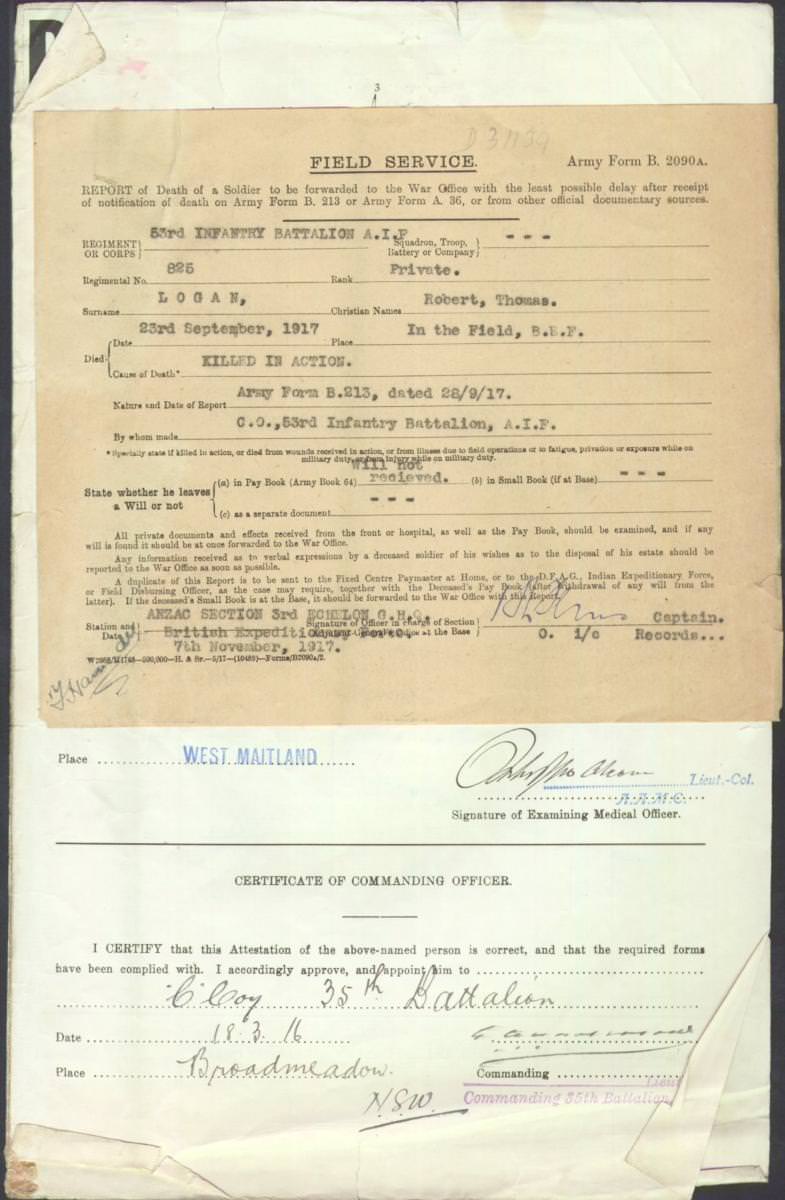 3
D 31139
FIELD SERVICE. Army Form B. 2090A.
REPORT of Death of a Soldier to be forwarded to the War Office with the least possible delay after receipt
of notification of death on Army Form B. 213 or Army Form A. 36, or from other official documentary sources.
REGIMENT OR CORPS } 53rd INFANTRY BATTALION A.I.F Squadron, Troop, Battery or Company } - - -
Regimental No. 825 Rank Private.
Surname LOGAN, Christian Names Robert, Thomas.
Died { Date 23rd September, 1917 Place In the Field, B.E.F.
Cause of Death* KILLED IN ACTION.
Nature and Date of Report Army Form B.213, dated 28/9/17.
By whom made C.O.,53rd Infantry Battalion, A.I.F.
* Specially state if killed in action, or died from wounds received in action, or from illness due to field operations or to fatigue, privation or exposure while on
military duty, or from injury while on military duty.
State whether he leaves a Will or not { (a) in Pay Book (Army Book 64) Will not recieved. (b) in Small Book (if at Base) - - -
(c) as a separate document - - -
All private documents and effects received from the front or hospital, as well as the Pay Book, should be examined, and if any
will is found it should be at once forwarded to the War Office.
Any information received as to verbal expressions by a deceased soldier of his wishes as to the disposal of his estate should be
reported to the War Office as soon as possible.
A duplicate of this Report is to be sent to the Fixed Centre Paymaster at Home, or to the D.F.A.G., Indian Expeditionary Force,
or Field Disbursing Officer, as the case may require, together with the Deceased's Pay Book (after withdrawal of any will from the
latter). If the deceased's Small Book is at the Base, it should be forwarded to the War Office with this Report.
ANZAC SECTION 3rd ECHELON G.H.Q.
Station and Date British Expeditionary Force. Signature of Officer in charge of Section Adjutant-General's Office at the Base } Captain.
7th November, 1917. O. i/c Records...
Forms/B2090A/2.
Place WEST MAITLAND
Lieut.-Col.
A.A.M.C.
Signature of Examining Medical Officer.
CERTIFICATE OF COMMANDING OFFICER.
I CERTIFY that this Attestation of the above-named person is correct, and that the required forms
have been complied with. I accordingly approve, and appoint him to
"C" Coy 35th Battalion
Date 18.3.16
Place Broadmeadow. Commanding
N.S.W. Lieut
Commanding 35th Battalion